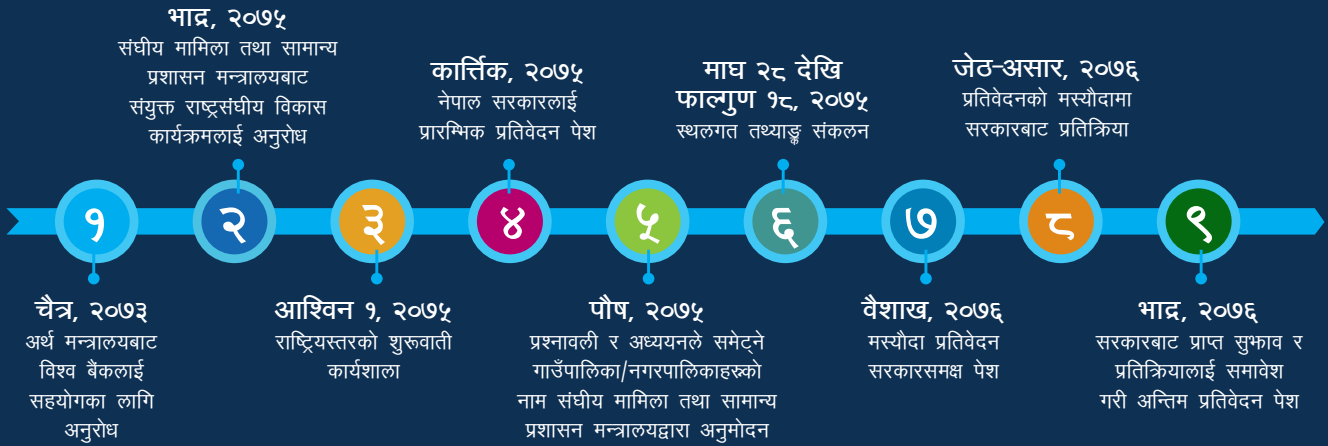 १
चैत्र, २०७३
अर्थ मन्त्रालयबाट
विश्व बैंकलाई
सहयोगका लागि
अनुरोध
२
भाद्र, २०७५
संघीय मामिला तथा सामान्य
प्रशासन मन्त्रालयबाट
संयुक्त राष्ट्रसंघीय विकास
कार्यक्रमलाई अनुरोध
३
आश्विन १, २०७५
राष्ट्रियस्तरको शुरूवाती
कार्यशाला
४
कार्त्तिक, २०७५
नेपाल सरकारलाई
प्रारम्भिक प्रतिवेदन पेश
५
पौष, २०७५
प्रश्नावली र अध्ययनले समेट्ने
गाउँपालिका/नगरपालिकाहरूको
नाम संघीय मामिला तथा सामान्य
प्रशासन मन्त्रालयद्वारा अनुमोदन
६
माघ २८ देखि
फाल्गुण १८, २०७५
स्थलगत तथ्याङ्क संकलन
७
वैशाख, २०७६
मस्यौदा प्रतिवेदन
सरकारसमक्ष पेश
८
जेठ-असार, २०७६
प्रतिवेदनको मस्यौदामा
सरकारबाट प्रतिक्रिया
९
भाद्र, २०७६
सरकारबाट प्राप्त सुझाव र
प्रतिक्रियालाई समावेश
गरी अन्तिम प्रतिवेदन पेश